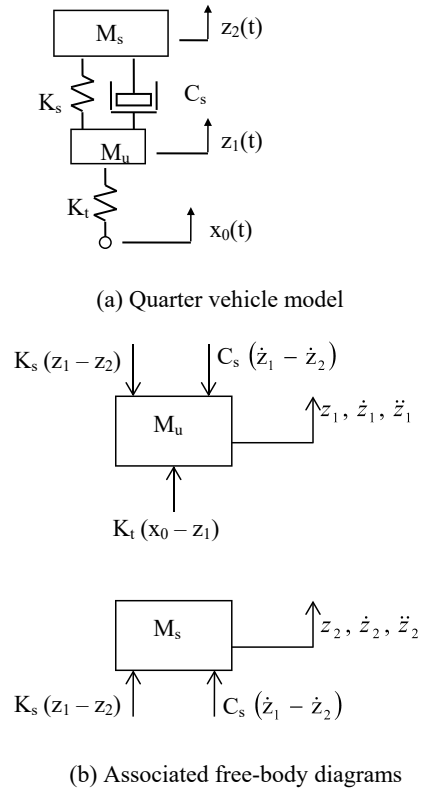 Mₛ z₂(t)
Kₛ Cₛ
Mᵤ z₁(t)
Kₜ
x₀(t)
(a) Quarter vehicle model
Kₛ (z₁ – z₂) Cₛ (ż₁ – ż₂)
Mᵤ z₁ , ż₁ , z̈₁
Kₜ (x₀ – z₁)
Mₛ z₂ , ż₂ , z̈₂
Kₛ (z₁ – z₂) Cₛ (ż₁ – ż₂)
(b) Associated free-body diagrams